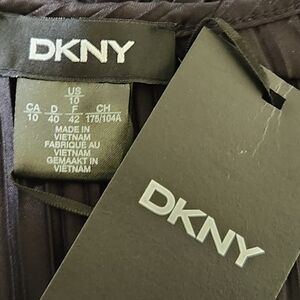 DKNY
US
10
CA D F CH
10 40 42 175/104A
MADE IN
VIETNAM
FABRIQUE AU
VIETNAM
GEMAAKT IN
VIETNAM
DKNY